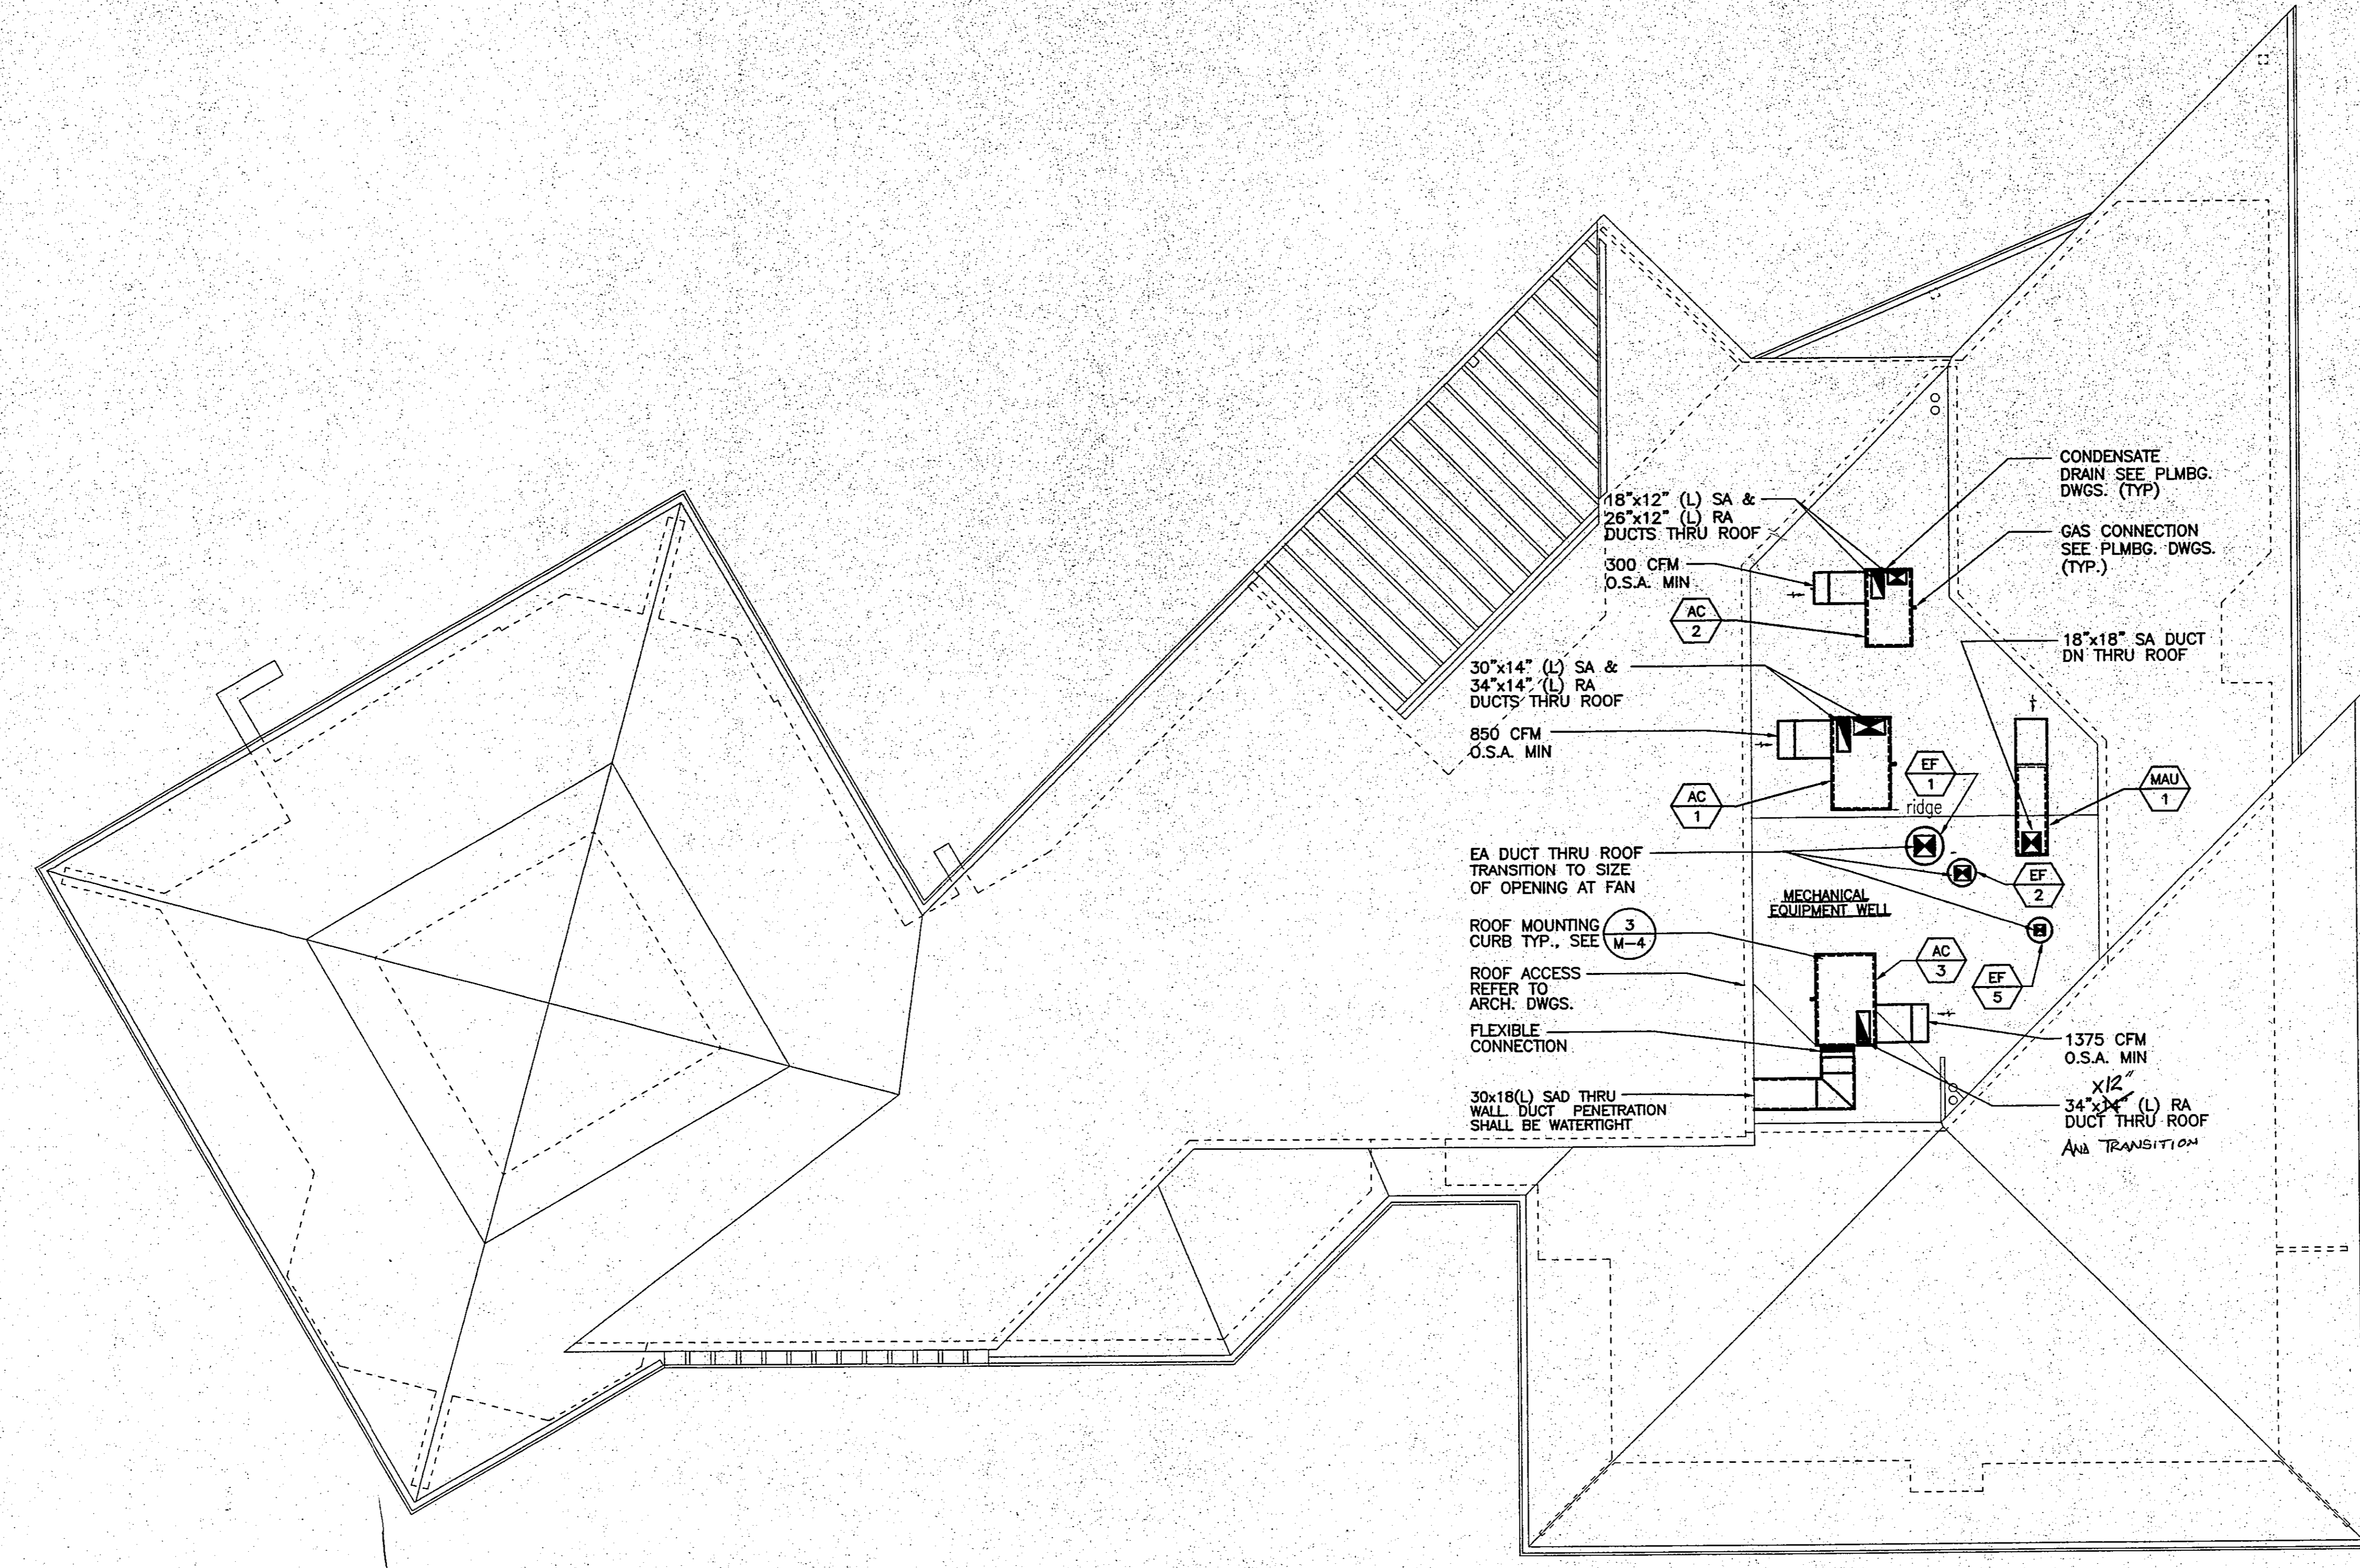 CONDENSATE
DRAIN SEE PLMBG.
DWGS. (TYP)
18"x12" (L) SA &
26"x12" (L) RA
DUCTS THRU ROOF
GAS CONNECTION
SEE PLMBG. DWGS.
(TYP.)
300 CFM
O.S.A. MIN
AC
2
18"x18" SA DUCT
DN THRU ROOF
30"x14" (L) SA &
34"x14" (L) RA
DUCTS THRU ROOF
850 CFM
O.S.A. MIN
EF
1
MAU
1
AC
1
ridge
EA DUCT THRU ROOF
TRANSITION TO SIZE
OF OPENING AT FAN
EF
2
MECHANICAL
EQUIPMENT WELL
ROOF MOUNTING
CURB TYP., SEE
3
M-4
AC
3
EF
5
ROOF ACCESS
REFER TO
ARCH. DWGS.
FLEXIBLE
CONNECTION
1375 CFM
O.S.A. MIN
x12"
34"x14" (L) RA
DUCT THRU ROOF
AND TRANSITION
30x18(L) SAD THRU
WALL. DUCT PENETRATION
SHALL BE WATERTIGHT